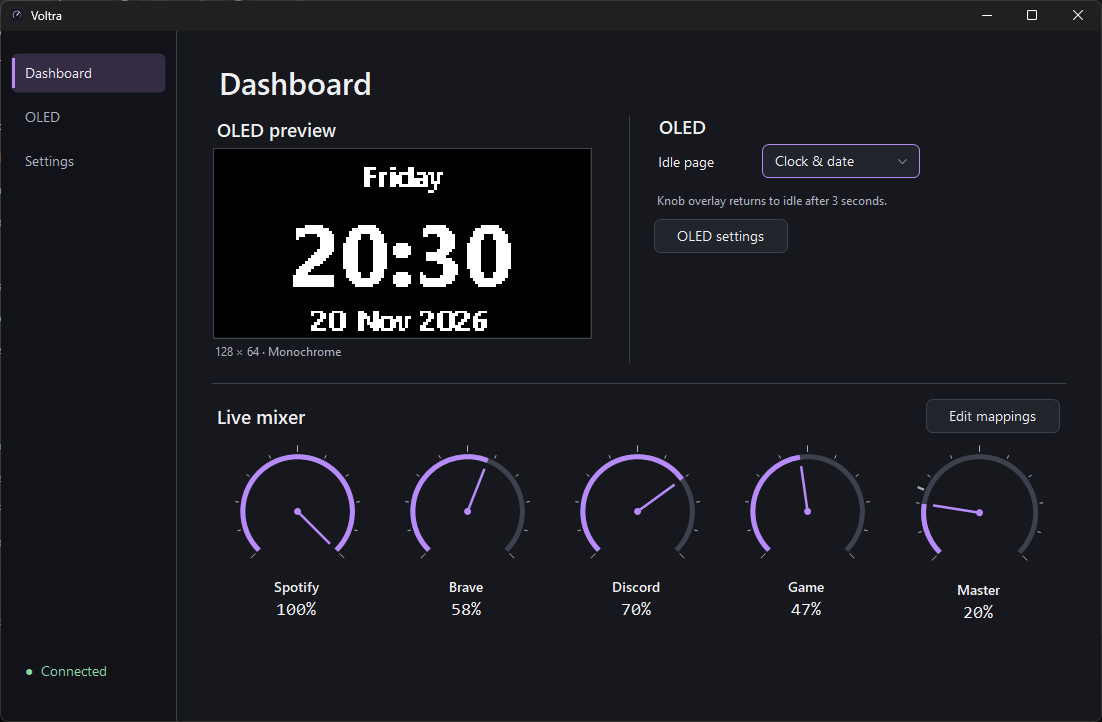 Voltra
Dashboard
OLED
Settings
Connected
Dashboard
OLED preview
Friday
20:30
20 Nov 2026
128 × 64 · Monochrome
OLED
Idle page
Clock & date
Knob overlay returns to idle after 3 seconds.
OLED settings
Live mixer
Edit mappings
Spotify
100%
Brave
58%
Discord
70%
Game
47%
Master
20%